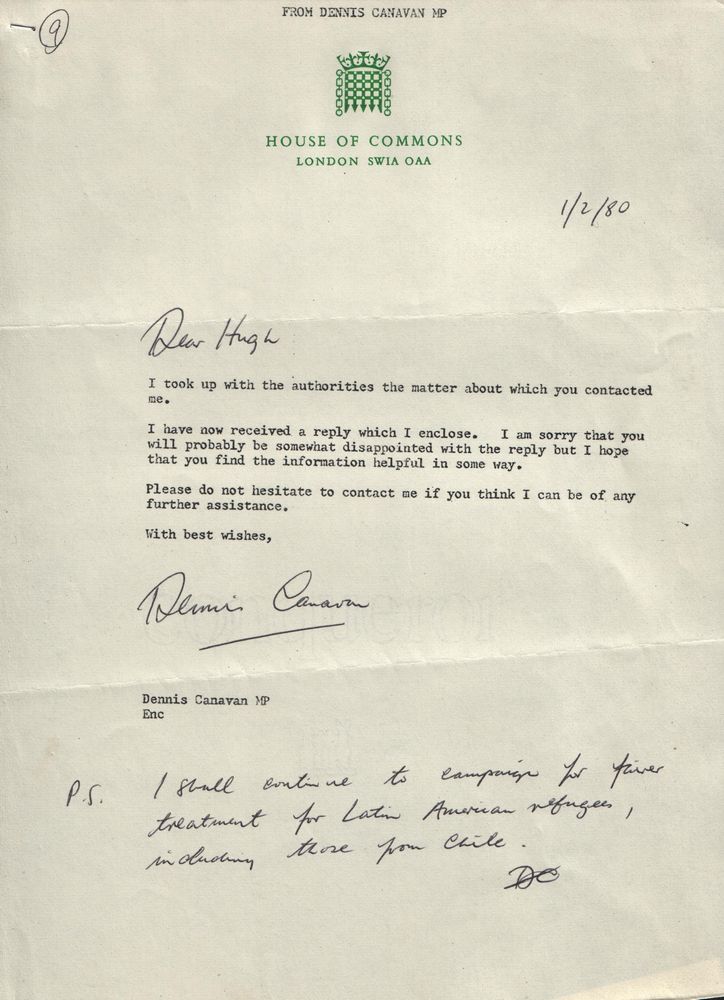 9
FROM DENNIS CANAVAN MP
HOUSE OF COMMONS
LONDON SWIA OAA
1/2/80
Dear Hugh
I took up with the authorities the matter about which you contacted
me.
I have now received a reply which I enclose. I am sorry that you
will probably be somewhat disappointed with the reply but I hope
that you find the information helpful in some way.
Please do not hesitate to contact me if you think I can be of any
further assistance.
With best wishes,
Dennis Canavan
Dennis Canavan MP
Enc
P.S. I shall continue to campaign for fairer
treatment for Latin American refugees,
including those from Chile.
DC